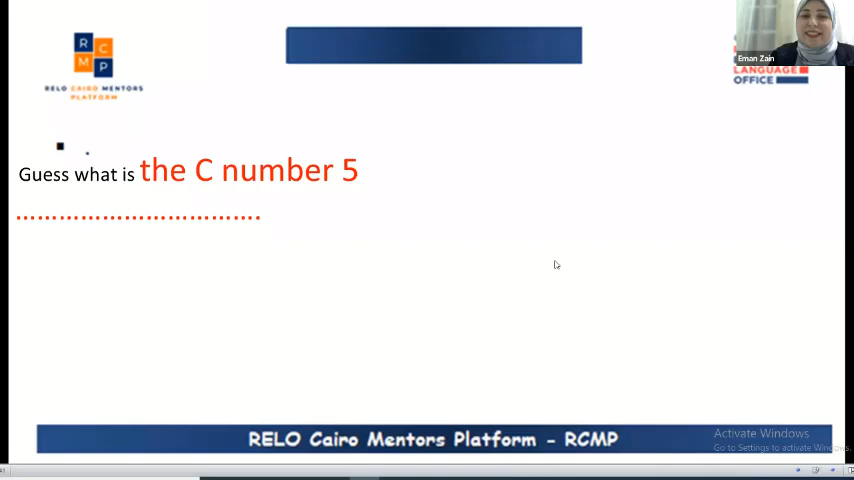 R C
M P
RELO CAIRO MENTORS
PLATFORM
Eman Zain
LANGUAGE
OFFICE
Guess what is the C number 5
....................................
RELO Cairo Mentors Platform - RCMP
Activate Windows
Go to Settings to activate Windows.